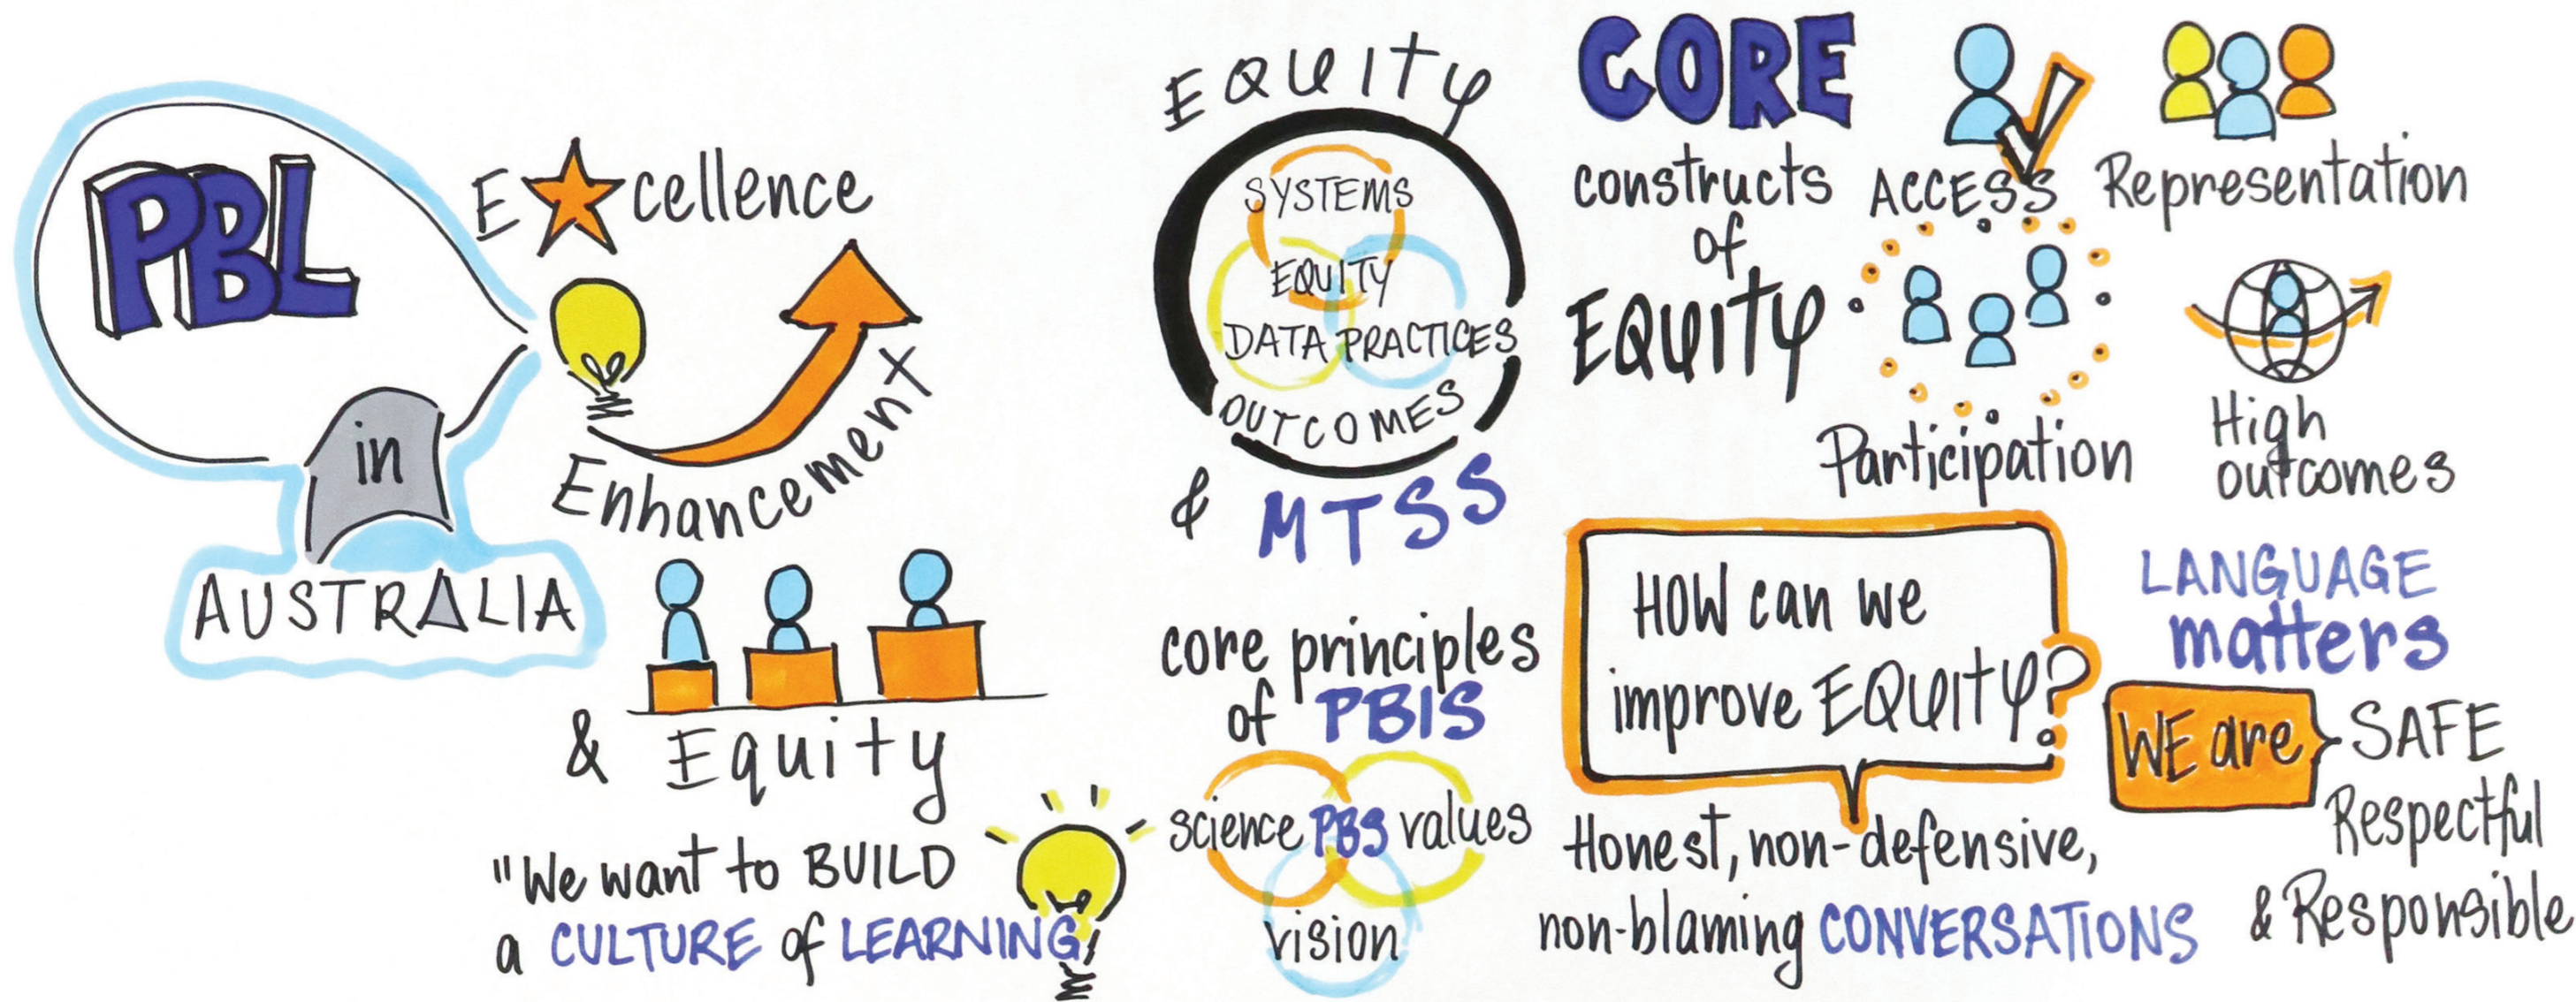 PBL
in
AUSTRALIA
Excellence
Enhancement
& Equity
"We want to BUILD
a CULTURE of LEARNING!
EQUITY
SYSTEMS
EQUITY
DATA PRACTICES
OUTCOMES
& MTSS
core principles
of PBIS
science PBS values
vision
CORE
constructs
of
EQUITY
ACCESS
Representation
Participation
High
outcomes
HOW can we
improve EQUITY?
Honest, non-defensive,
non-blaming CONVERSATIONS
LANGUAGE
matters
WE are
SAFE
Respectful
& Responsible